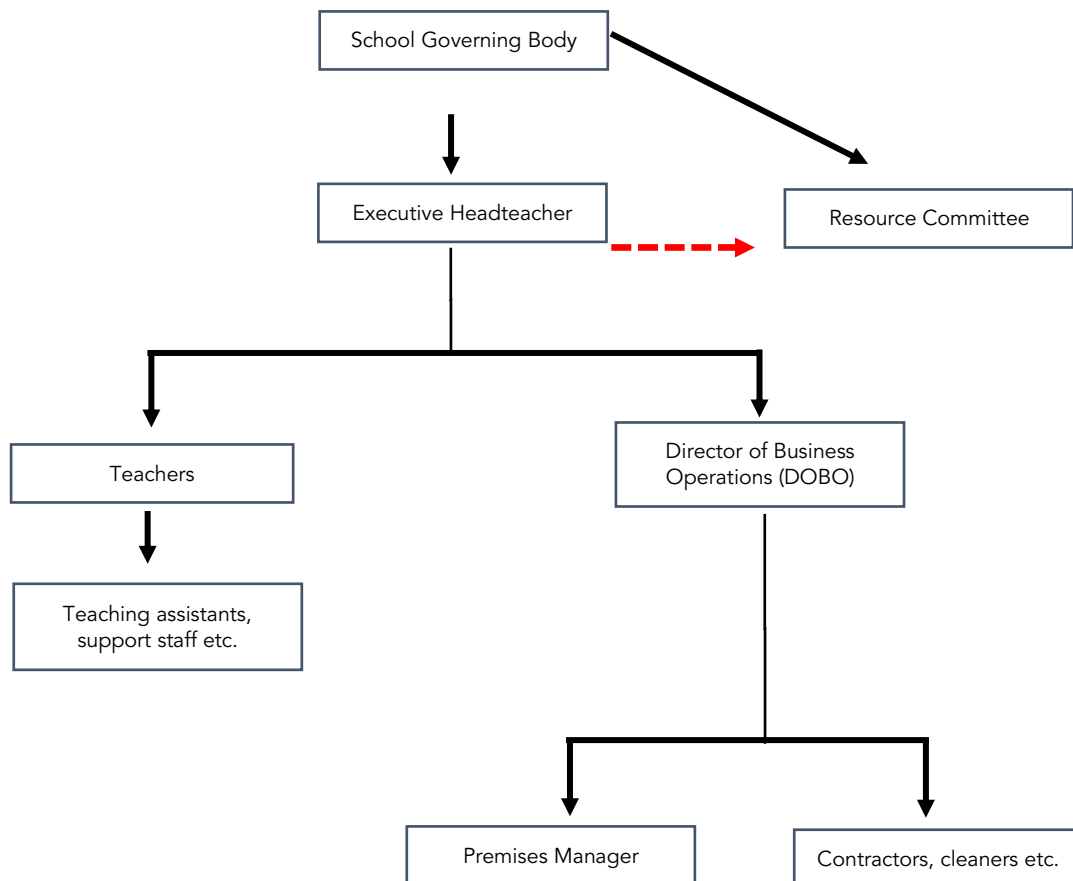 School Governing Body
Executive Headteacher
Resource Committee
Teachers
Director of Business
Operations (DOBO)
Teaching assistants,
support staff etc.
Premises Manager
Contractors, cleaners etc.